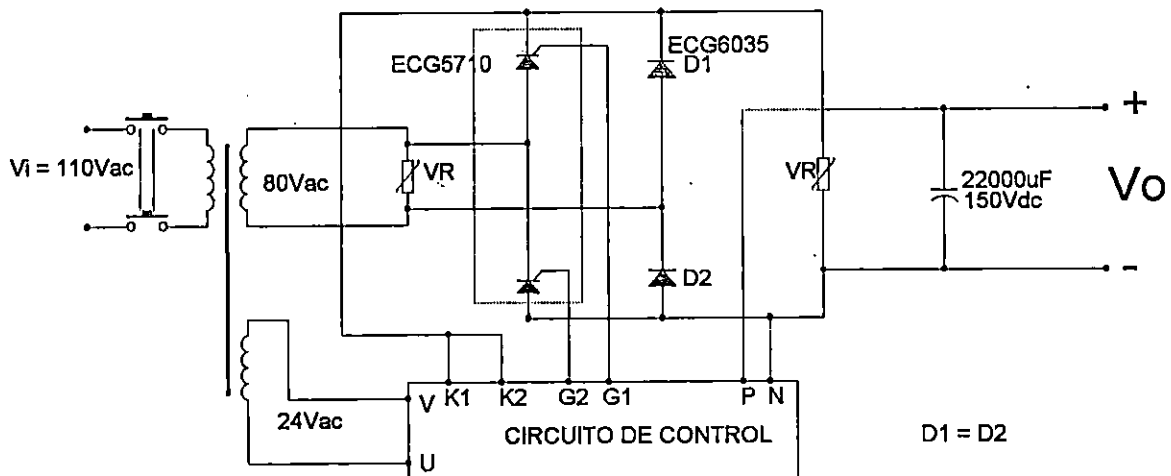 ECG5710
ECG6035
D1
+
Vi = 110Vac
80Vac
VR
VR
22000uF
150Vdc
Vo
D2
-
24Vac
V
K1
K2
G2
G1
P
N
U
CIRCUITO DE CONTROL
D1 = D2